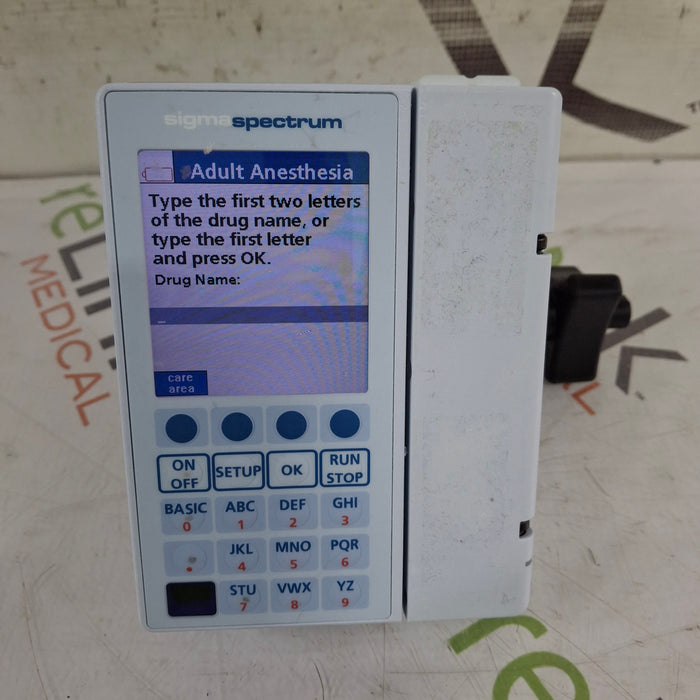 sigmaspectrum
Adult Anesthesia
Type the first two letters
of the drug name, or
type the first letter
and press OK.
Drug Name:
_
care
area
ON
OFF
SETUP
OK
RUN
STOP
BASIC
0
ABC
1
DEF
2
GHI
3
.
JKL
4
MNO
5
PQR
6
STU
7
VWX
8
YZ
9
MEDICAL
re